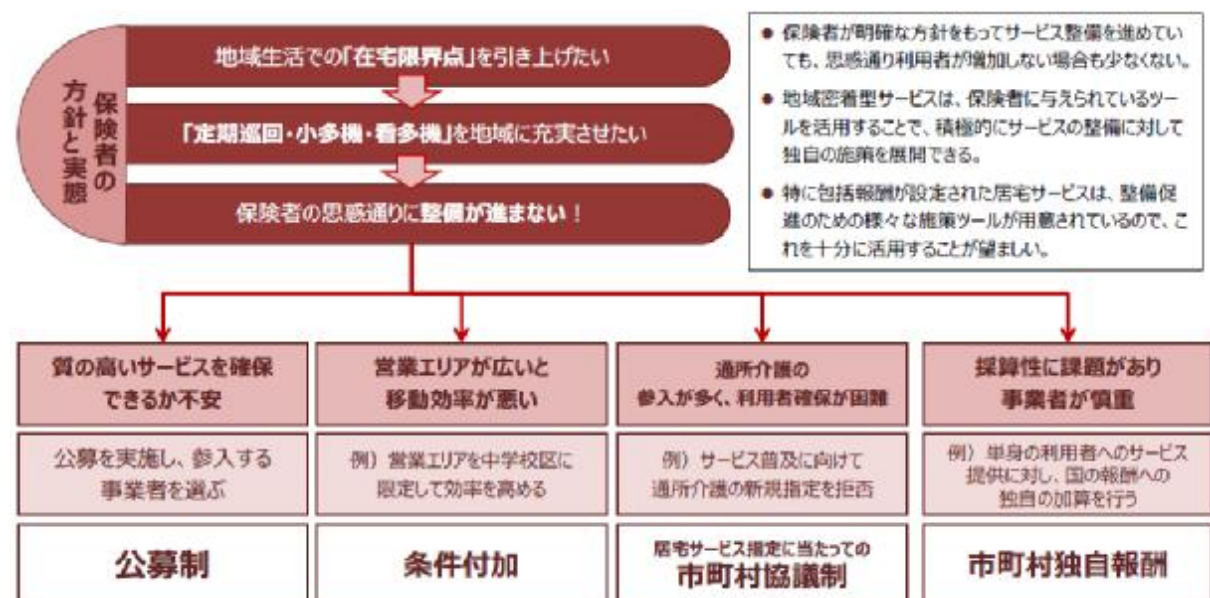 保険者の
方針と実態
地域生活での「在宅限界点」を引き上げたい
「定期巡回・小多機・看多機」を地域に充実させたい
保険者の思惑通りに整備が進まない！
● 保険者が明確な方針をもってサービス整備を進めてい
ても、思惑通り利用者が増加しない場合も少なくない。
● 地域密着型サービスは、保険者に与えられているツー
ルを活用することで、積極的にサービスの整備に対して
独自の施策を展開できる。
● 特に包括報酬が設定された居宅サービスは、整備促
進のための様々な施策ツールが用意されているので、こ
れを十分に活用することが望ましい。
質の高いサービスを確保
できるか不安
公募を実施し、参入する
事業者を選ぶ
公募制
営業エリアが広いと
移動効率が悪い
例）営業エリアを中学校区に
限定して効率を高める
条件付加
通所介護の
参入が多く、利用者確保が困難
例）サービス普及に向けて
通所介護の新規指定を拒否
居宅サービス指定に当たっての
市町村協議制
採算性に課題があり
事業者が慎重
例）単身の利用者へのサービス
提供に対し、国の報酬への
独自の加算を行う
市町村独自報酬